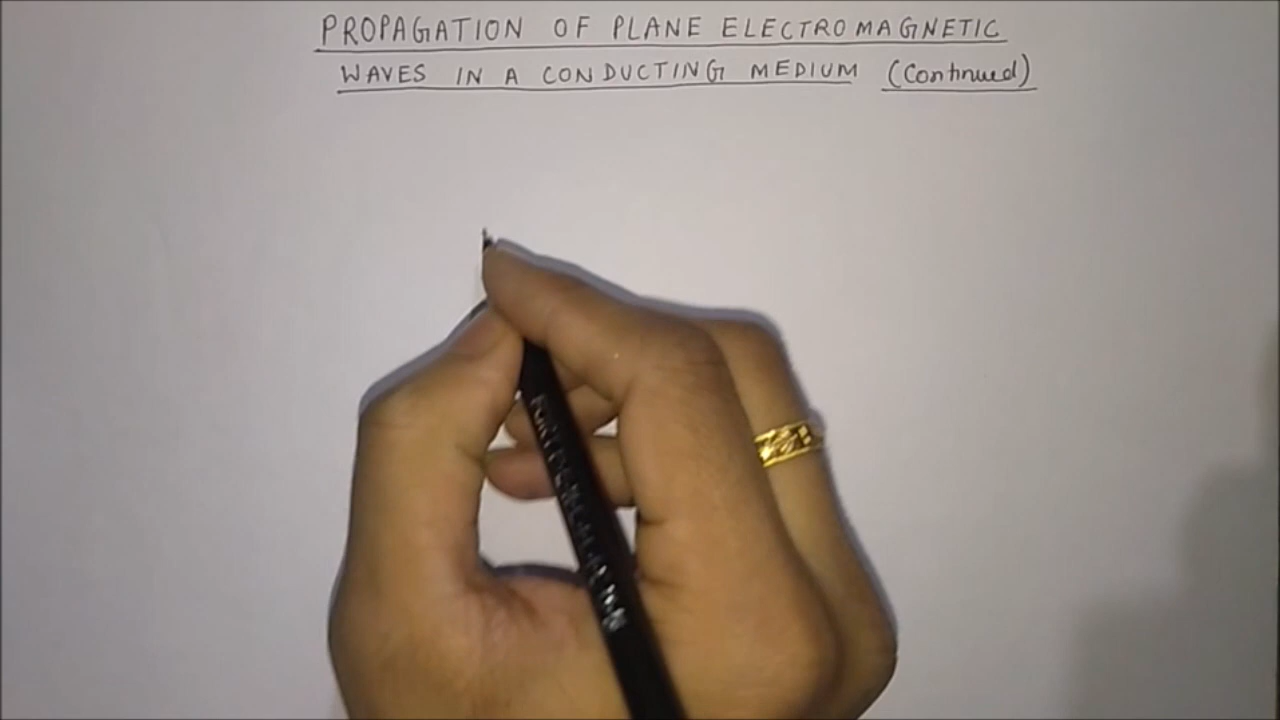 PROPAGATION OF PLANE ELECTROMAGNETIC
WAVES IN A CONDUCTING MEDIUM (Continued)